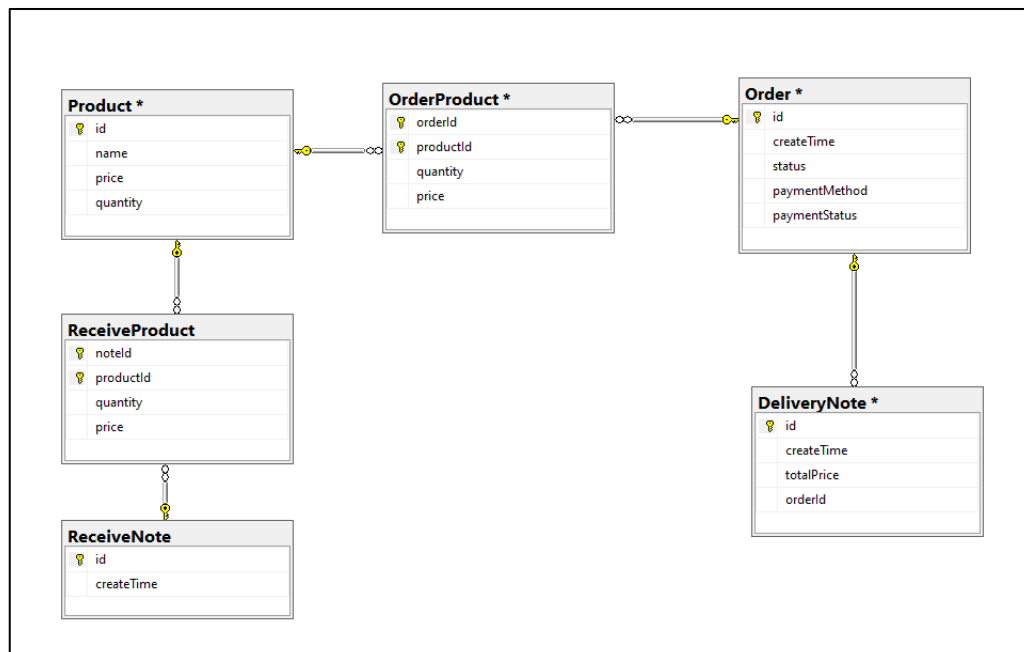 Product *
id
name
price
quantity
OrderProduct *
orderId
productId
quantity
price
Order *
id
createTime
status
paymentMethod
paymentStatus
ReceiveProduct
noteId
productId
quantity
price
DeliveryNote *
id
createTime
totalPrice
orderId
ReceiveNote
id
createTime